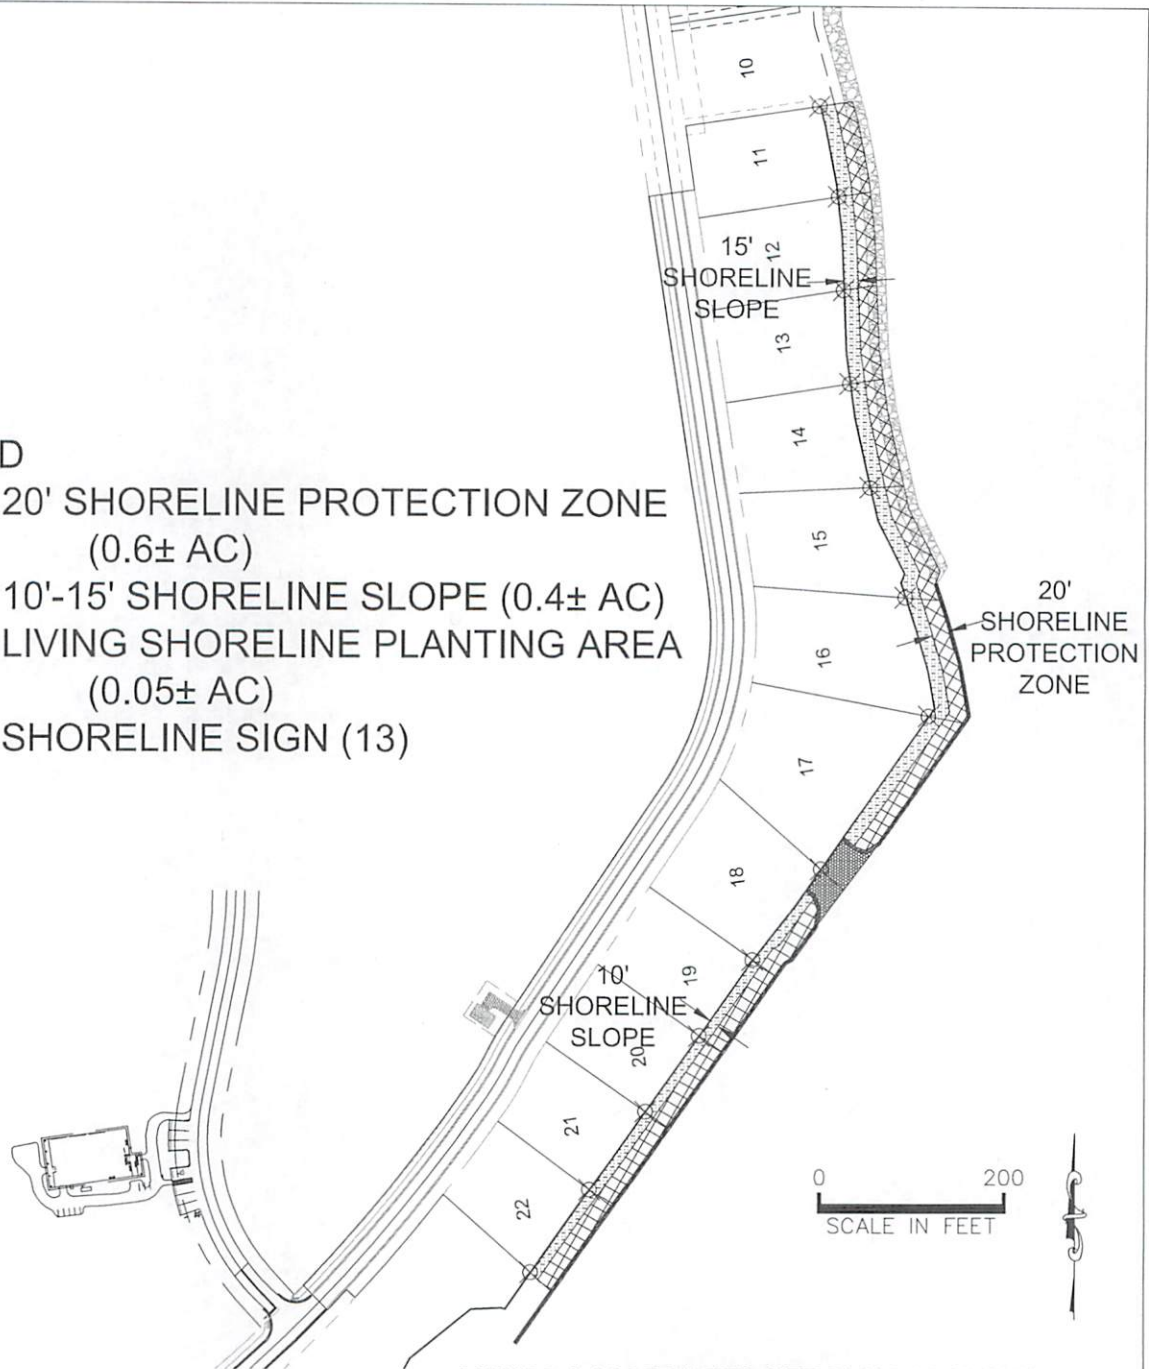 10
11
12
15'
SHORELINE
SLOPE
13
14
D
20' SHORELINE PROTECTION ZONE
(0.6± AC)
10'-15' SHORELINE SLOPE (0.4± AC)
LIVING SHORELINE PLANTING AREA
(0.05± AC)
SHORELINE SIGN (13)
15
20'
SHORELINE
PROTECTION
ZONE
16
17
18
19
10'
SHORELINE
SLOPE
20
21
22
0 200
SCALE IN FEET